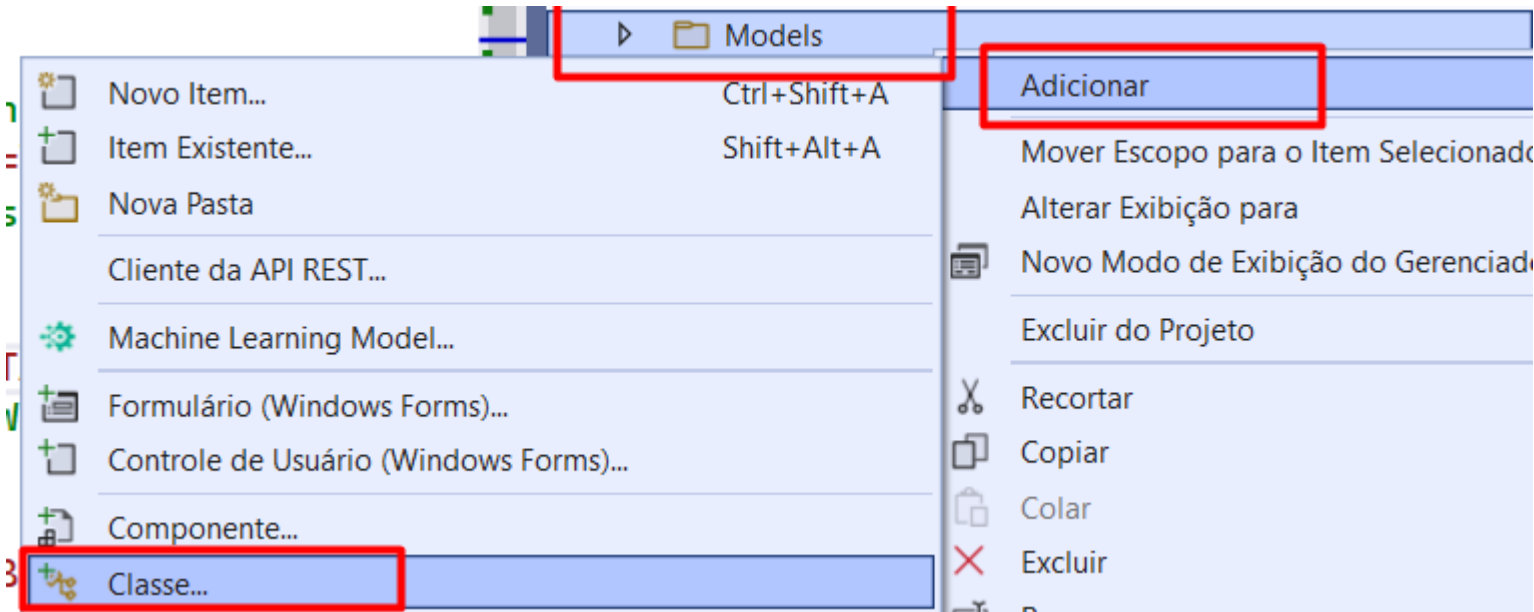 Models
Novo Item... Ctrl+Shift+A
Item Existente... Shift+Alt+A
Nova Pasta
Cliente da API REST...
Machine Learning Model...
Formulário (Windows Forms)...
Controle de Usuário (Windows Forms)...
Componente...
Classe...
Adicionar
Mover Escopo para o Item Selecionado
Alterar Exibição para
Novo Modo de Exibição do
Excluir do Projeto
Recortar
Copiar
Colar
Excluir